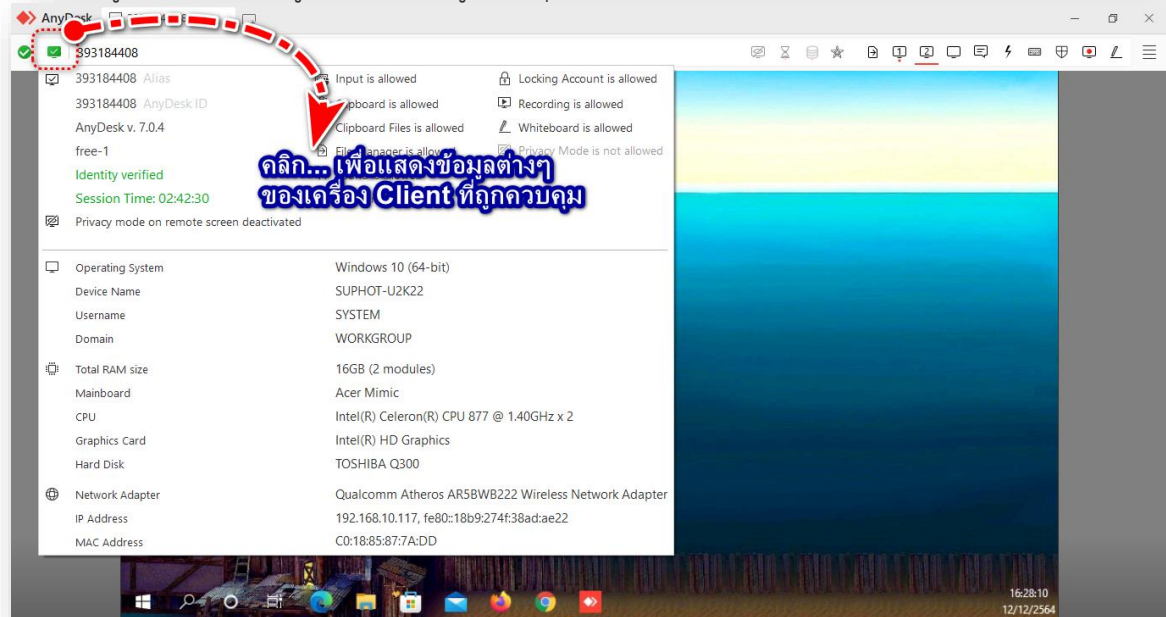 AnyDesk
393184408
393184408 Alias
393184408 AnyDesk ID
AnyDesk v. 7.0.4
free-1
Identity verified
Session Time: 02:42:30
Privacy mode on remote screen deactivated
Input is allowed
Clipboard is allowed
Clipboard Files is allowed
File Manager is allowed
Locking Account is allowed
Recording is allowed
Whiteboard is allowed
Privacy Mode is not allowed
คลิก... เพื่อแสดงข้อมูลต่างๆ
ของเครื่อง Client ที่ถูกควบคุม
Operating System Windows 10 (64-bit)
Device Name SUPHOT-U2K22
Username SYSTEM
Domain WORKGROUP
Total RAM size 16GB (2 modules)
Mainboard Acer Mimic
CPU Intel(R) Celeron(R) CPU 877 @ 1.40GHz x 2
Graphics Card Intel(R) HD Graphics
Hard Disk TOSHIBA Q300
Network Adapter Qualcomm Atheros AR5BWB222 Wireless Network Adapter
IP Address 192.168.10.117, fe80::18b9:274f:38ad:ae22
MAC Address C0:18:85:87:7A:DD
16:28:10
12/12/2564